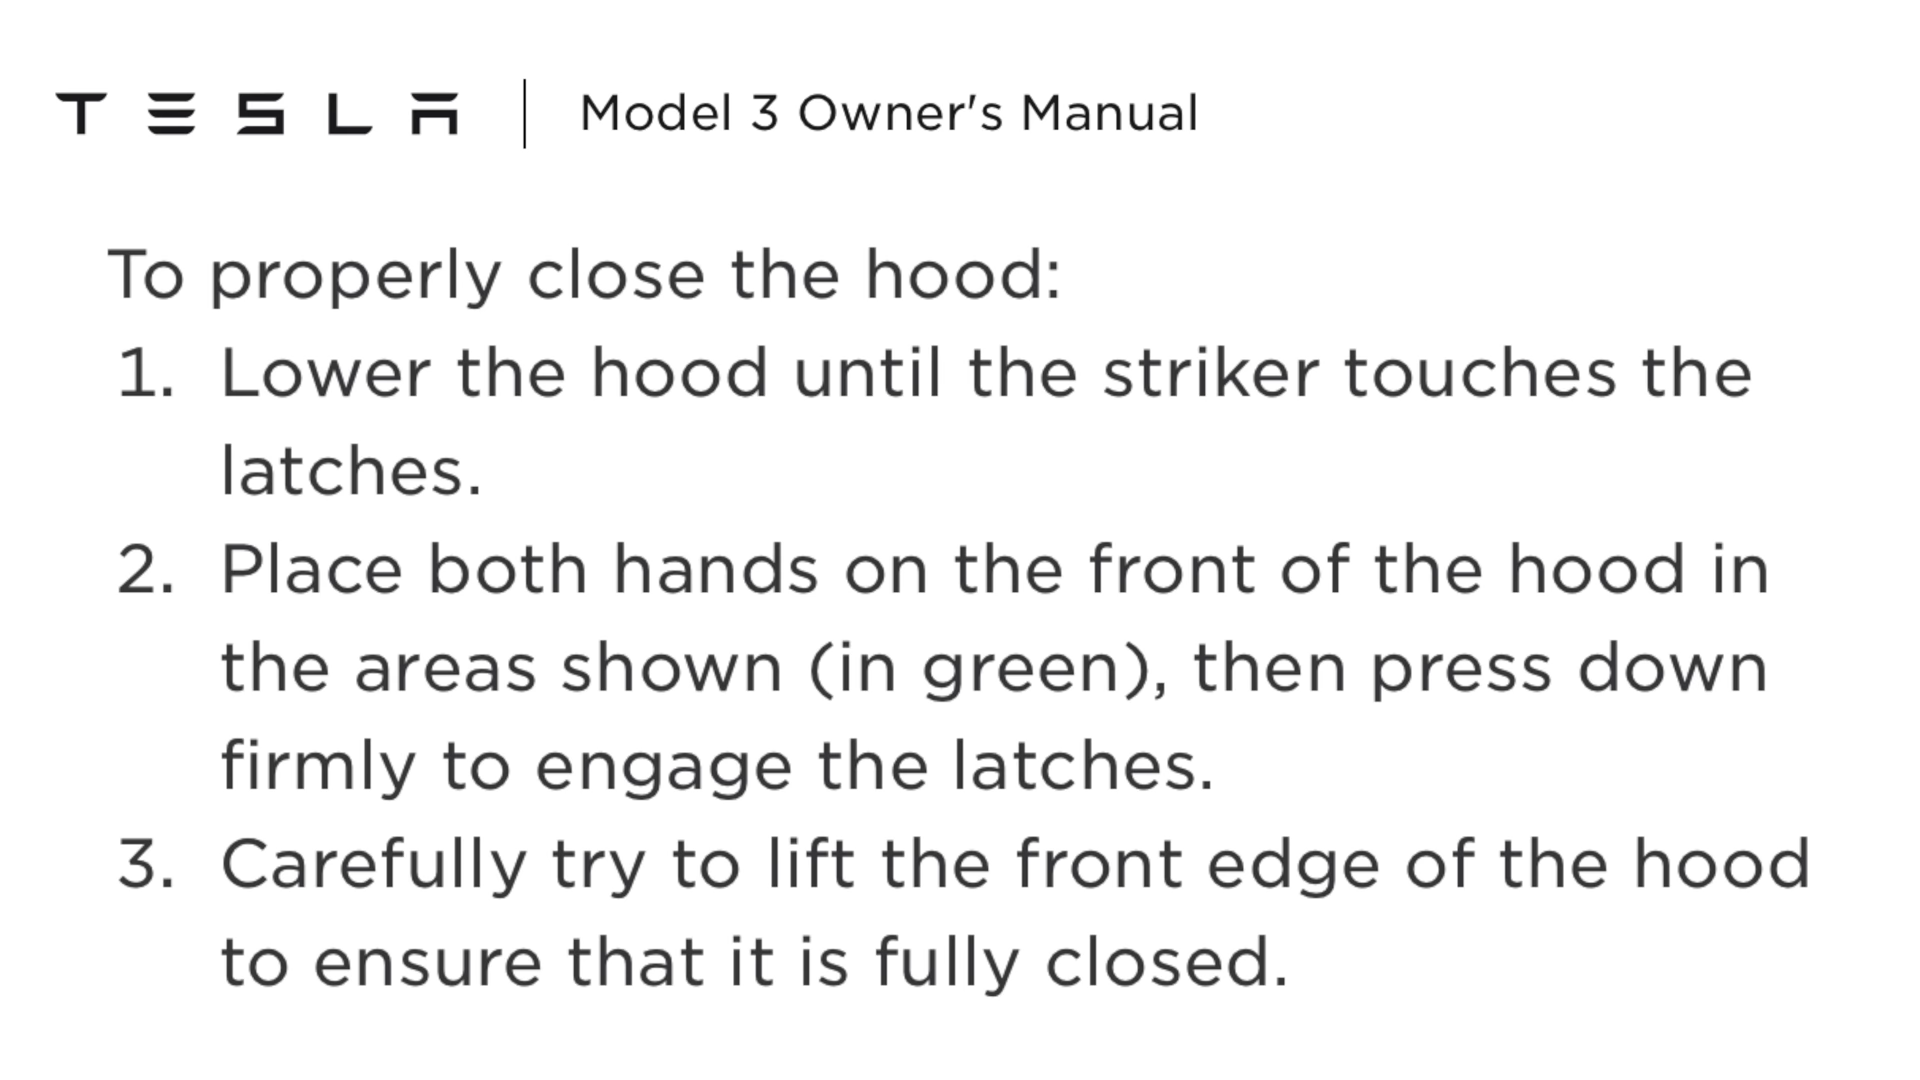 TESLA | Model 3 Owner's Manual
To properly close the hood:
1. Lower the hood until the striker touches the
latches.
2. Place both hands on the front of the hood in
the areas shown (in green), then press down
firmly to engage the latches.
3. Carefully try to lift the front edge of the hood
to ensure that it is fully closed.